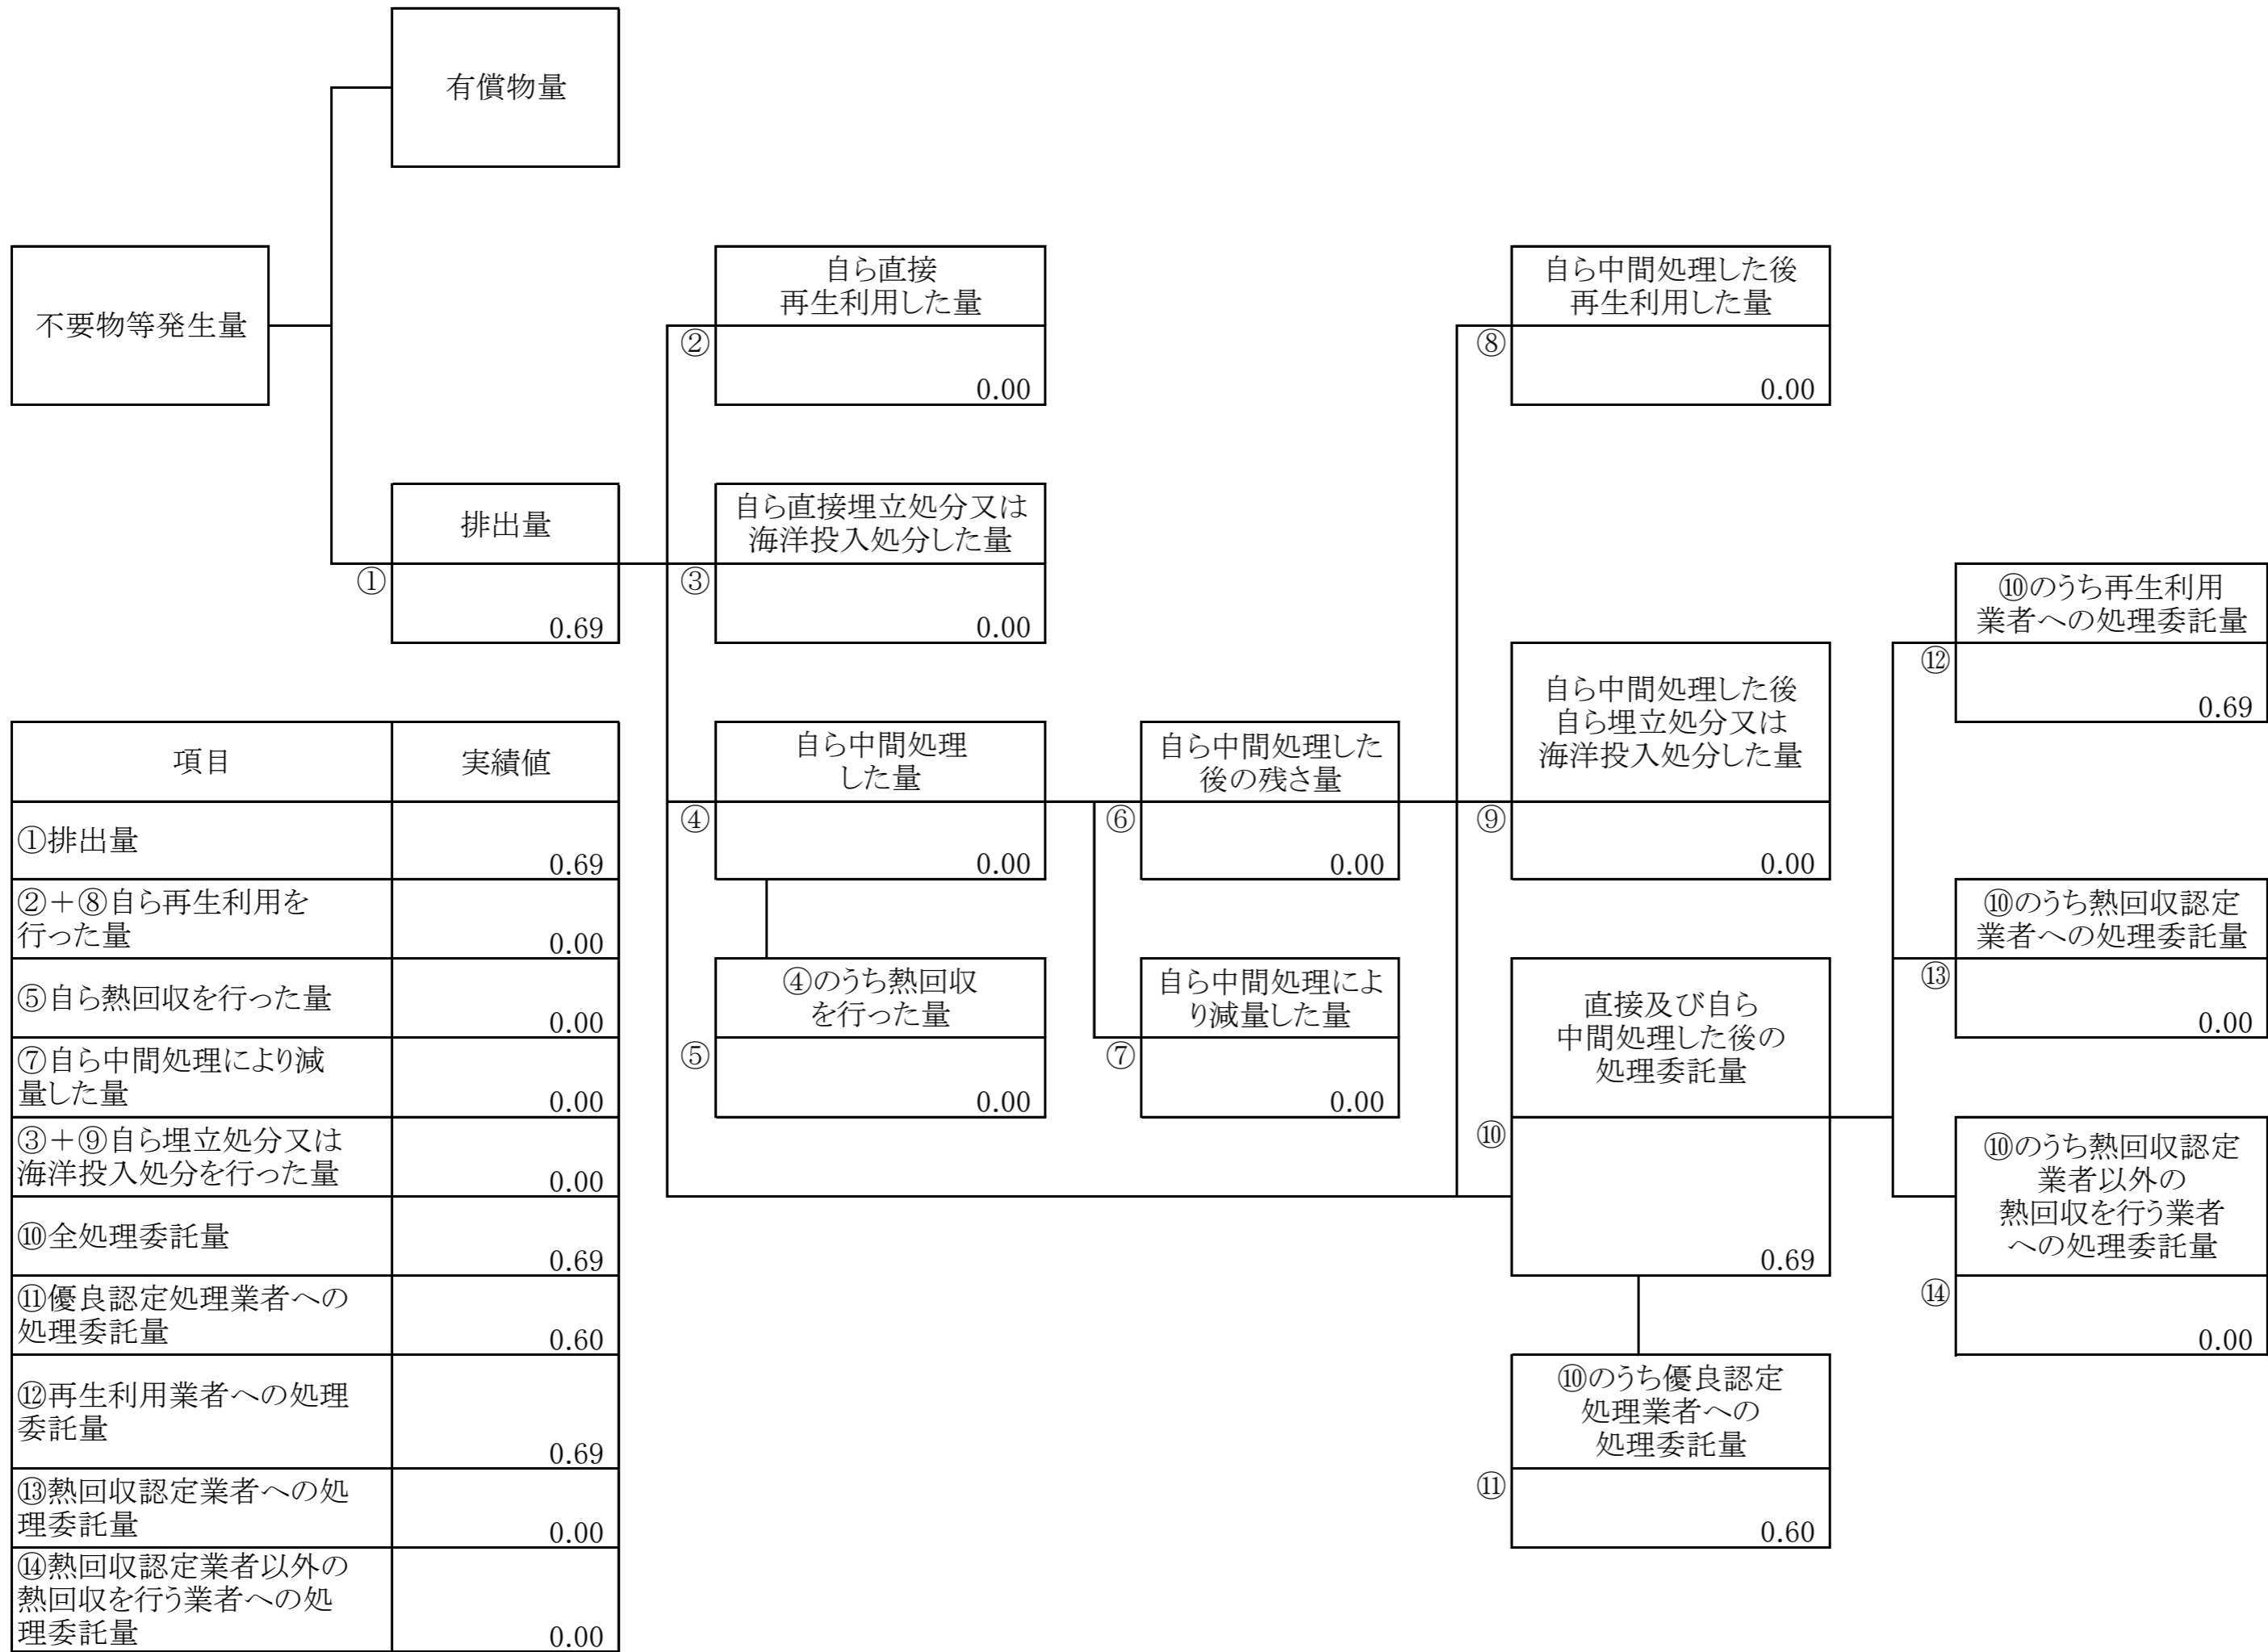 有償物量
不要物等発生量
自ら直接
再生利用した量
②
0.00
自ら中間処理した後
再生利用した量
⑧
0.00
排出量
①
0.69
自ら直接埋立処分又は
海洋投入処分した量
③
0.00
⑩のうち再生利用
業者への処理委託量
⑫
0.69
自ら中間処理
した量
④
0.00
自ら中間処理した
後の残さ量
⑥
0.00
自ら中間処理した後
自ら埋立処分又は
海洋投入処分した量
⑨
0.00
④のうち熱回収
を行った量
⑤
0.00
自ら中間処理によ
り減量した量
⑦
0.00
直接及び自ら
中間処理した後の
処理委託量
⑩
0.69
⑩のうち熱回収認定
業者への処理委託量
⑬
0.00
⑩のうち熱回収認定
業者以外の
熱回収を行う業者
への処理委託量
⑭
0.00
⑩のうち優良認定
処理業者への
処理委託量
⑪
0.60
項目 実績値
①排出量
0.69
②+⑧自ら再生利用を
行った量 0.00
⑤自ら熱回収を行った量
0.00
⑦自ら中間処理により減
量した量 0.00
③+⑨自ら埋立処分又は
海洋投入処分を行った量 0.00
⑩全処理委託量
0.69
⑪優良認定処理業者への
処理委託量 0.60
⑫再生利用業者への処理
委託量
0.69
⑬熱回収認定業者への処
理委託量 0.00
⑭熱回収認定業者以外の
熱回収を行う業者への処
理委託量 0.00